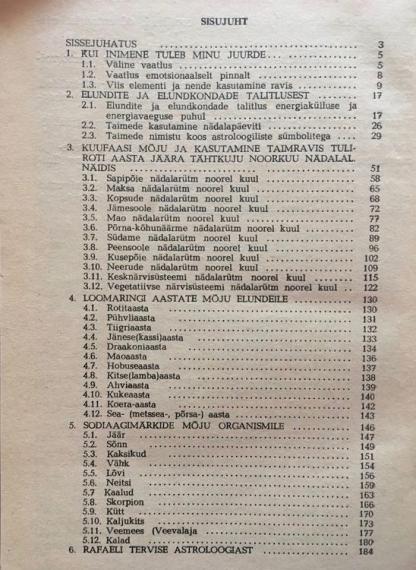 SISUJUHT
SISSEJUHATUS 3
1. KUI INIMENE TULEB MINU JUURDE... 5
1.1. Väline vaatlus 5
1.2. Vaatlus emotsionaalselt pinnalt 8
1.3. Viis elementi ja nende kasutamine ravis 9
2. ELUNDITE JA ELUNDKONDADE TALITLUSEST 17
2.1. Elundite ja elundkondade talitlus energiakülluse ja
energiavaeguse puhul 17
2.2. Taimede kasutamine nädalapäeviti 26
2.3. Taimede nimistu koos astroloogiliste sümbolitega 29
3. KUUFAASI MÕJU JA KASUTAMINE TAIMRAVIS TULI-
ROTI AASTA JÄÄRA TÄHTKUJU NOORKUU NÄDALAL
NÄIDIS 51
3.1. Sapipõie nädalarütm noorel kuul 58
3.2. Maksa nädalarütm noorel kuul 65
3.3. Kopsude nädalarütm noorel kuul 68
3.4. Jämesoole nädalarütm noorel kuul 72
3.5. Mao nädalarütm noorel kuul 77
3.6. Põrna-kõhunäärme nädalarütm noorel kuul 82
3.7. Südame nädalarütm noorel kuul 89
3.8. Peensoole nädalarütm noorel kuul 96
3.9. Kusepõie nädalarütm noorel kuul 102
3.10. Neerude nädalarütm noorel kuul 109
3.11. Kesknärvisüsteemi nädalarütm noorel kuul 115
3.12. Vegetatiivse närvisüsteemi nädalarütm noorel kuul 122
4. LOOMARINGI AASTATE MÕJU ELUNDEILE 130
4.1. Rotiaasta 130
4.2. Pühvliaasta 131
4.3. Tiigriaasta 132
4.4. Jänese(kassi)aasta 133
4.5. Draakoniaasta 134
4.6. Maoaasta 136
4.7. Hobuseaasta 137
4.8. Kitse(lamba)aasta 138
4.9. Ahviaasta 139
4.10. Kukeaasta 140
4.11. Koera-aasta 142
4.12. Sea- (metssea-, põrsa-) aasta 143
5. SODIAAGIMÄRKIDE MÕJU ORGANISMILE 146
5.1. Jäär 147
5.2. Sõnn 149
5.3. Kaksikud 151
5.4. Vähk 154
5.5. Lõvi 156
5.6. Neitsi 159
5.7 Kaalud 163
5.8. Skorpion 166
5.9. Kütt 170
5.10. Kaljukits 173
5.11. Veemees (Veevalaja 177
5.12. Kalad 180
6. RAFAELI TERVISE ASTROLOOGIAST 184